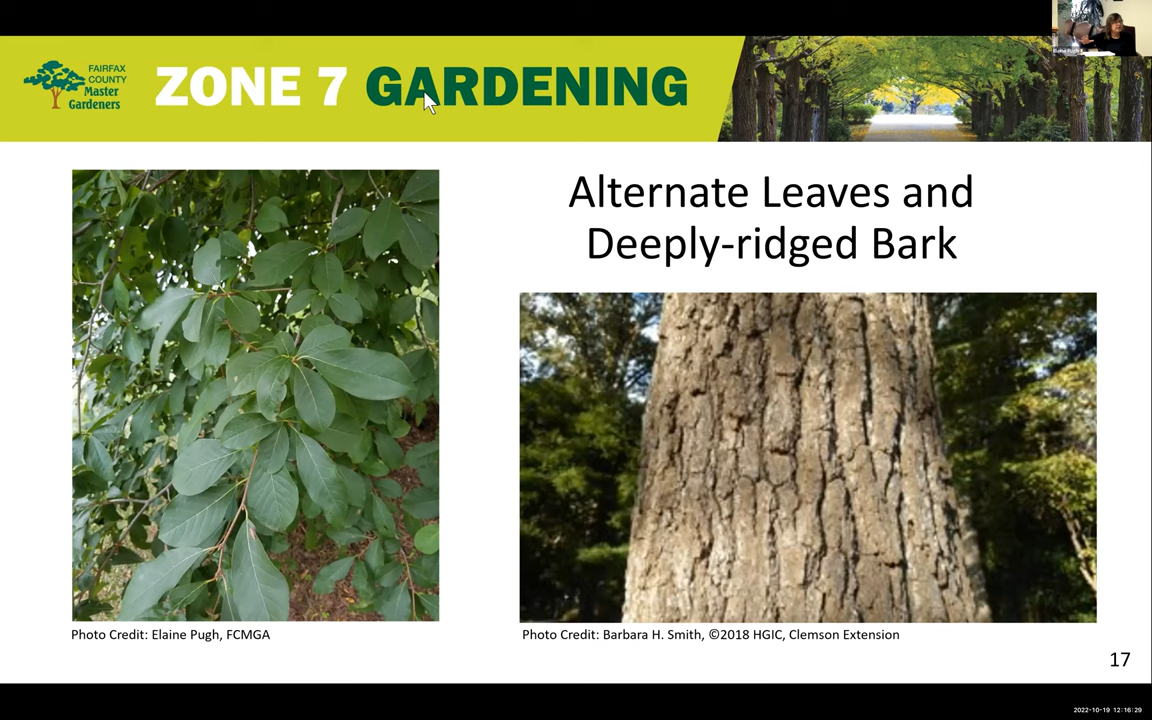 FAIRFAX
COUNTY
Master
Gardeners
ZONE 7 GARDENING
Alternate Leaves and
Deeply-ridged Bark
Photo Credit: Elaine Pugh, FCMGA
Photo Credit: Barbara H. Smith, ©2018 HGIC, Clemson Extension
17
2022-10-19 12:16:29